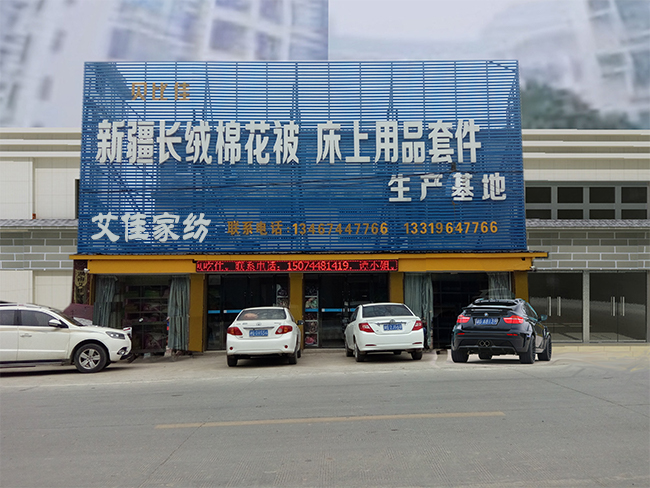 新疆长绒棉花被 床上用品套件
生产基地
艾佳家纺
联系电话:13467447766 13319647766
联系电话:15074481419,谈小姐